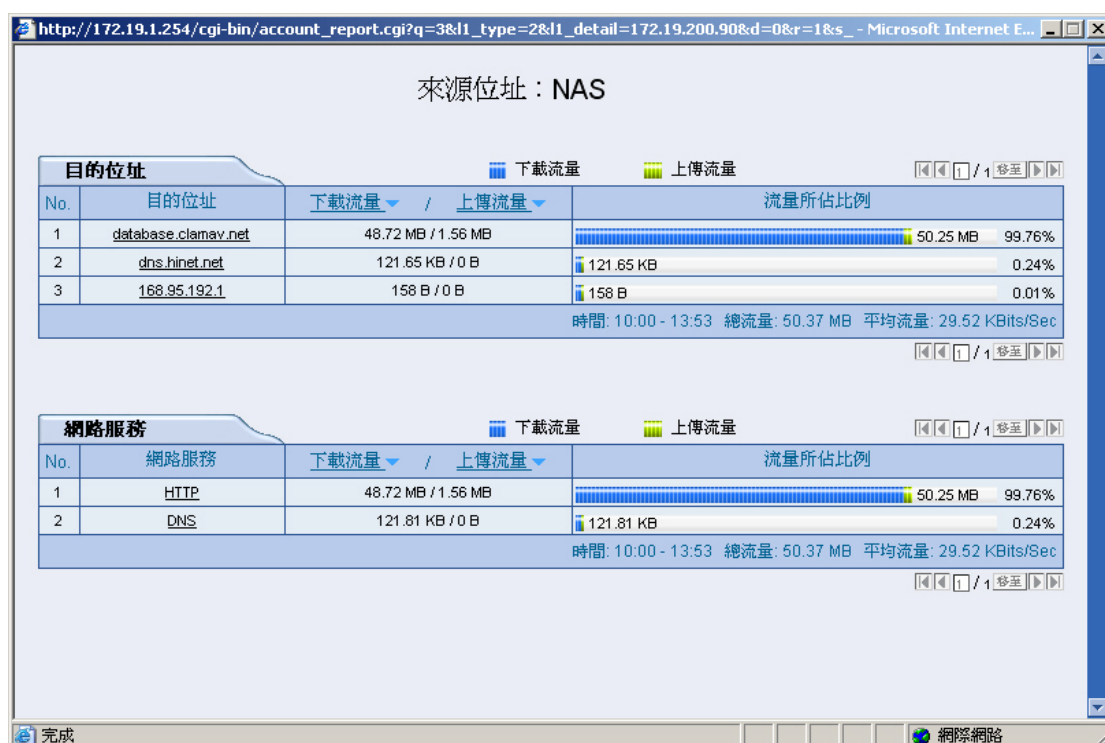 http://172.19.1.254/cgi-bin/account_report.cgi?q=3&l1_type=2&l1_detail=172.19.200.90&d=0&r=1&s_ - Microsoft Internet E...
來源位址：NAS
目的位址 下載流量 上傳流量 1 / 1 移至
No. 目的位址 下載流量 / 上傳流量 流量所佔比例
1 database.clamav.net 48.72 MB / 1.56 MB 50.25 MB 99.76%
2 dns.hinet.net 121.65 KB / 0 B 121.65 KB 0.24%
3 168.95.192.1 158 B / 0 B 158 B 0.01%
時間: 10:00 - 13:53 總流量: 50.37 MB 平均流量: 29.52 KBits/Sec
1 / 1 移至
網路服務 下載流量 上傳流量 1 / 1 移至
No. 網路服務 下載流量 / 上傳流量 流量所佔比例
1 HTTP 48.72 MB / 1.56 MB 50.25 MB 99.76%
2 DNS 121.81 KB / 0 B 121.81 KB 0.24%
時間: 10:00 - 13:53 總流量: 50.37 MB 平均流量: 29.52 KBits/Sec
1 / 1 移至
完成 網際網路